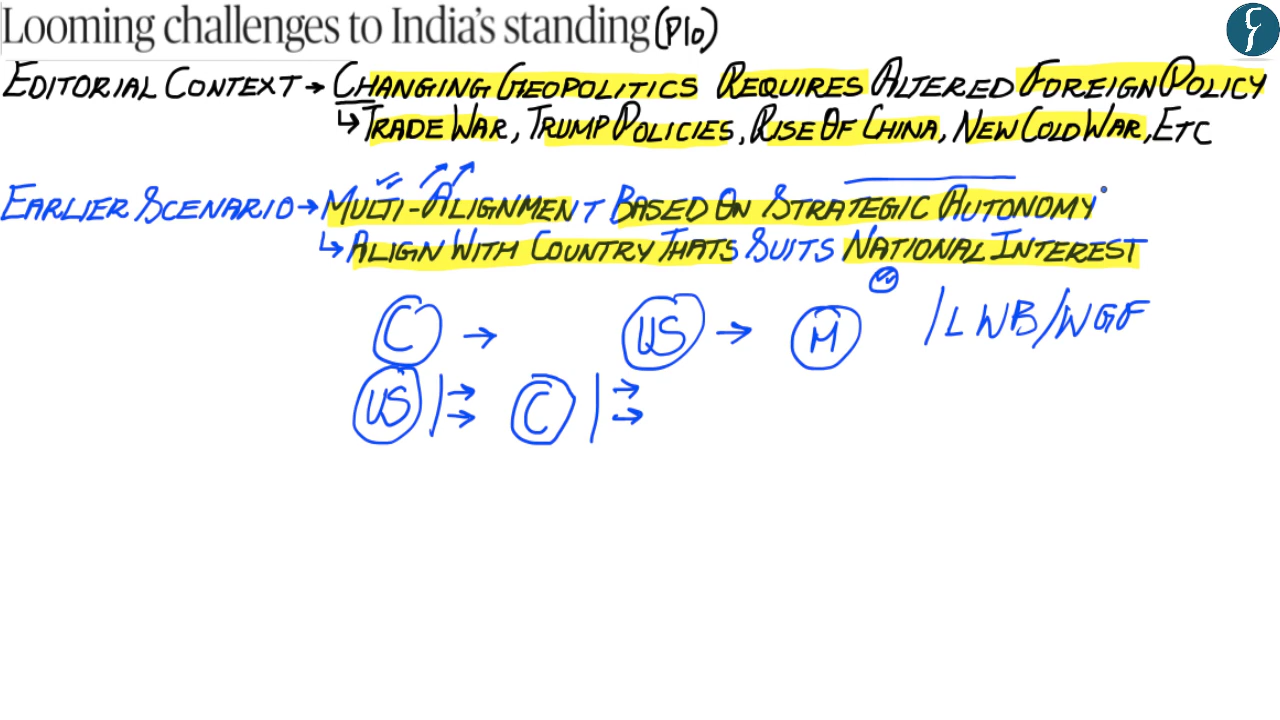 Looming challenges to India's standing (P10)
EDITORIAL CONTEXT → CHANGING GEOPOLITICS REQUIRES ALTERED FOREIGN POLICY
↳ TRADE WAR, TRUMP POLICIES, RISE OF CHINA, NEW COLD WAR, ETC
EARLIER SCENARIO → MULTI-ALIGNMENT BASED ON STRATEGIC AUTONOMY
↳ ALIGN WITH COUNTRY THATS SUITS NATIONAL INTEREST
C → US → M /LWB/WGF
US C